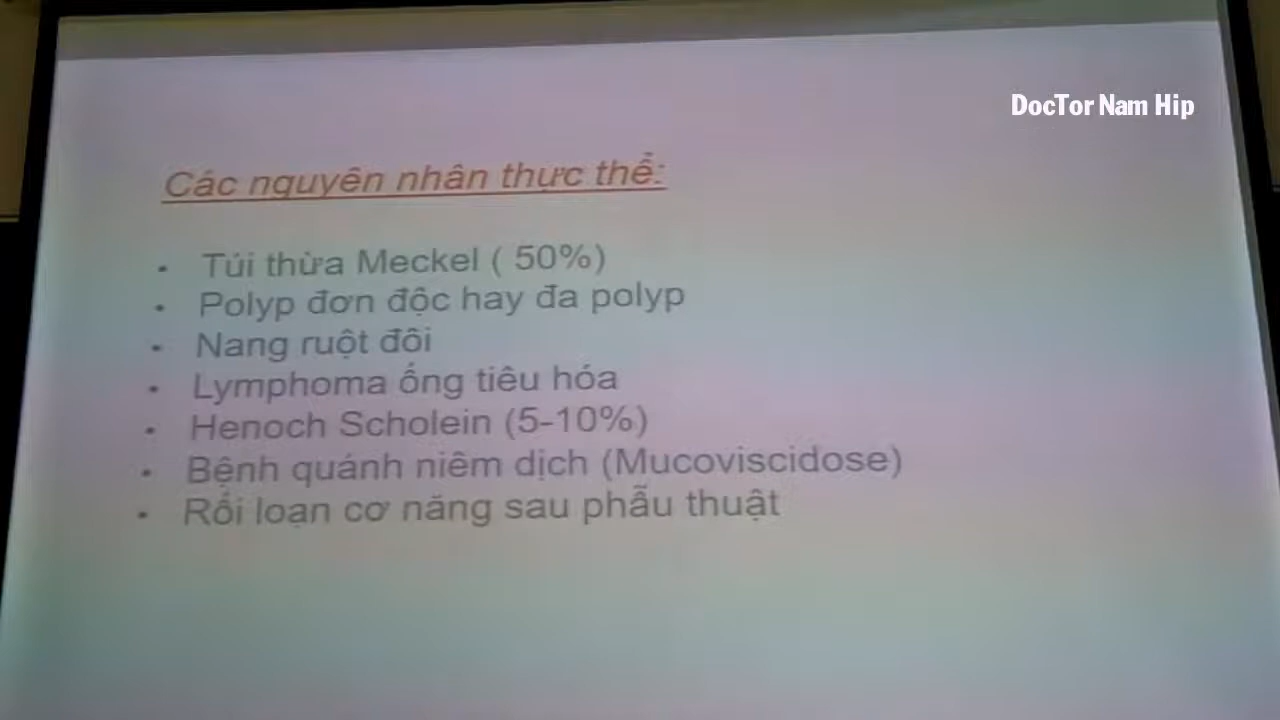 DocTor Nam Hip
Các nguyên nhân thực thể:
• Túi thừa Meckel ( 50%)
• Polyp đơn độc hay đa polyp
• Nang ruột đôi
• Lymphoma ống tiêu hóa
• Henoch Scholein (5-10%)
• Bệnh quánh niêm dịch (Mucoviscidose)
• Rối loạn cơ năng sau phẫu thuật